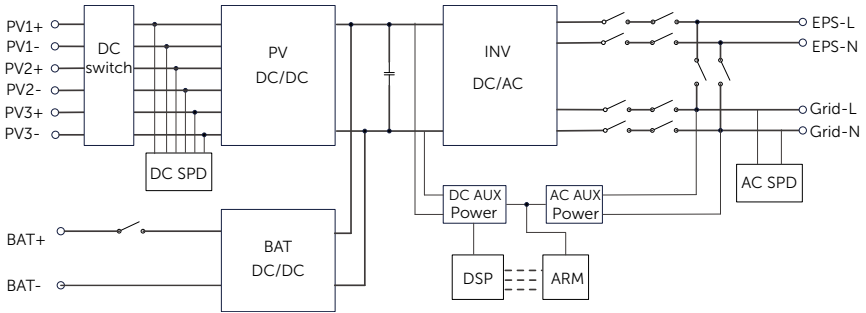 PV1+
PV1-
PV2+
PV2-
PV3+
PV3-
DC
switch
DC SPD
PV
DC/DC
INV
DC/AC
EPS-L
EPS-N
Grid-L
Grid-N
AC SPD
DC AUX
Power
AC AUX
Power
BAT+
BAT-
BAT
DC/DC
DSP
ARM